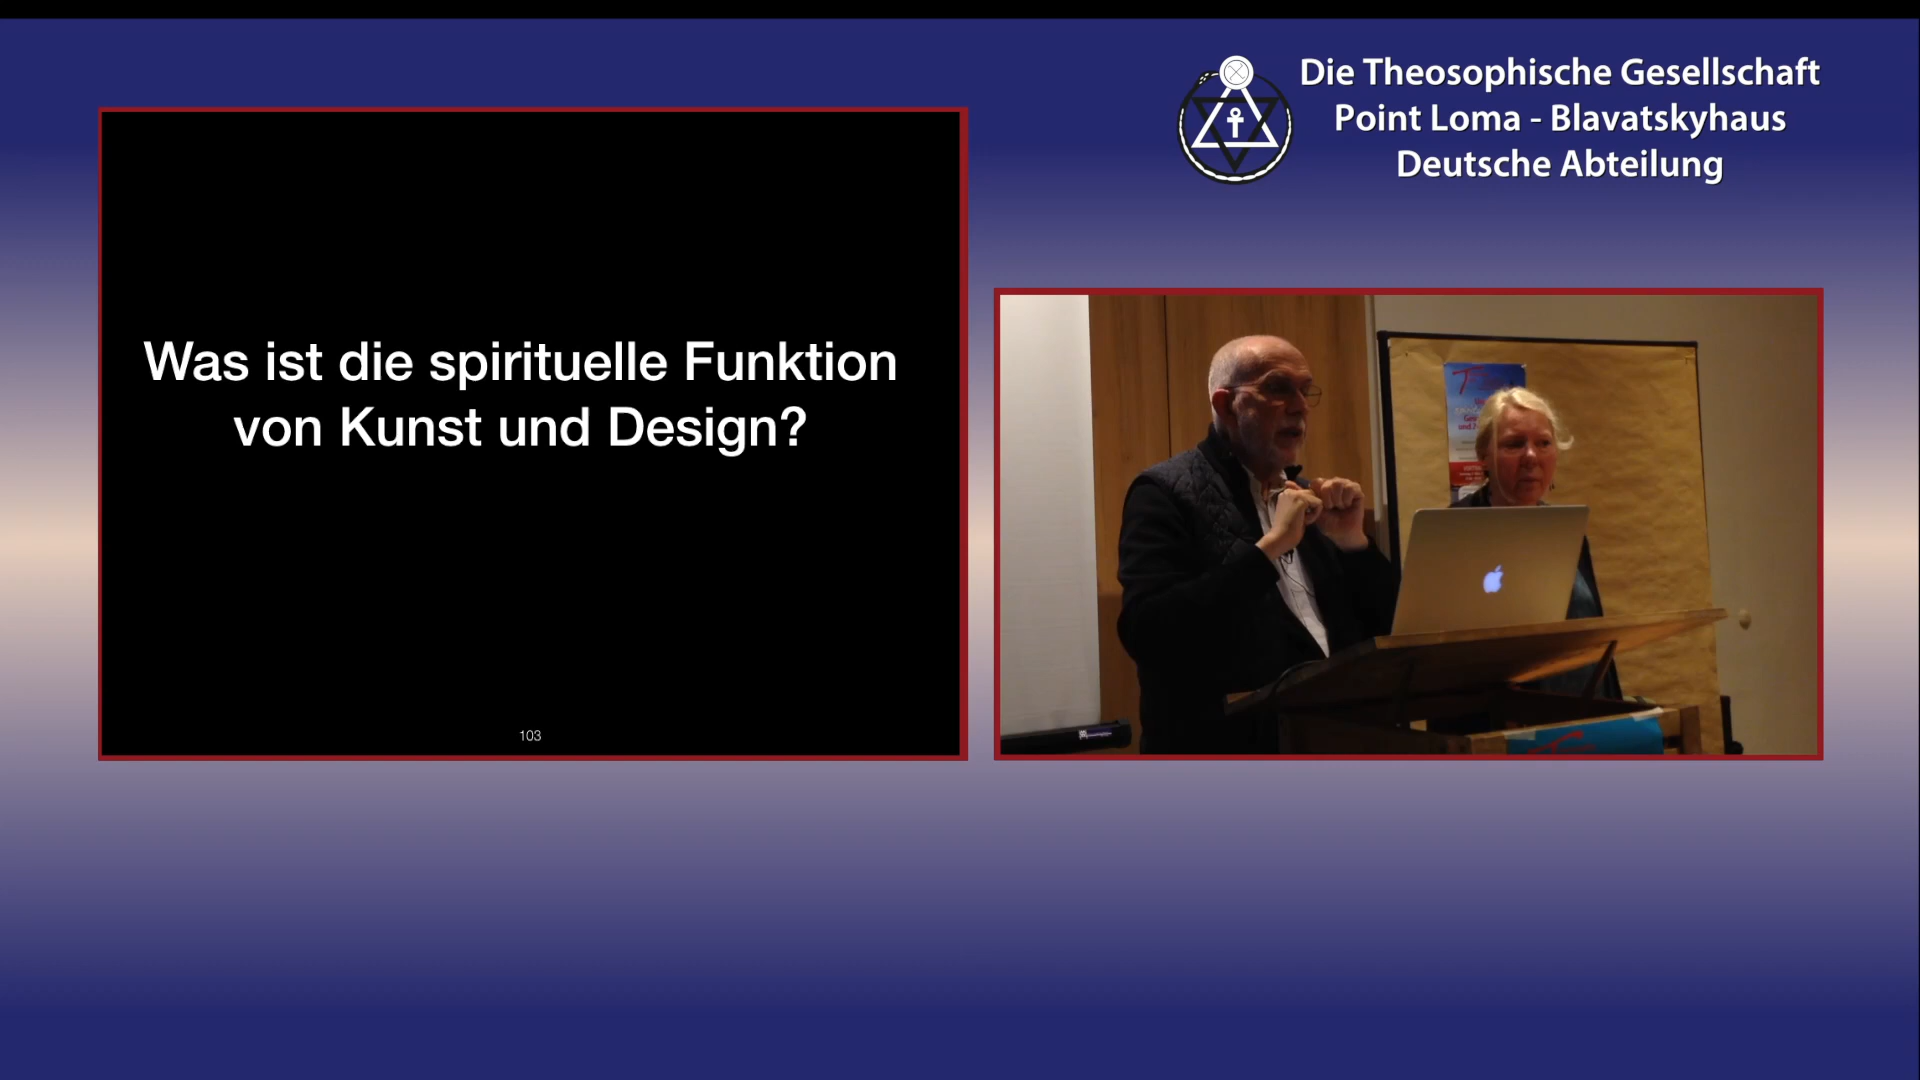 Die Theosophische Gesellschaft
Point Loma - Blavatskyhaus
Deutsche Abteilung
Was ist die spirituelle Funktion
von Kunst und Design?
103